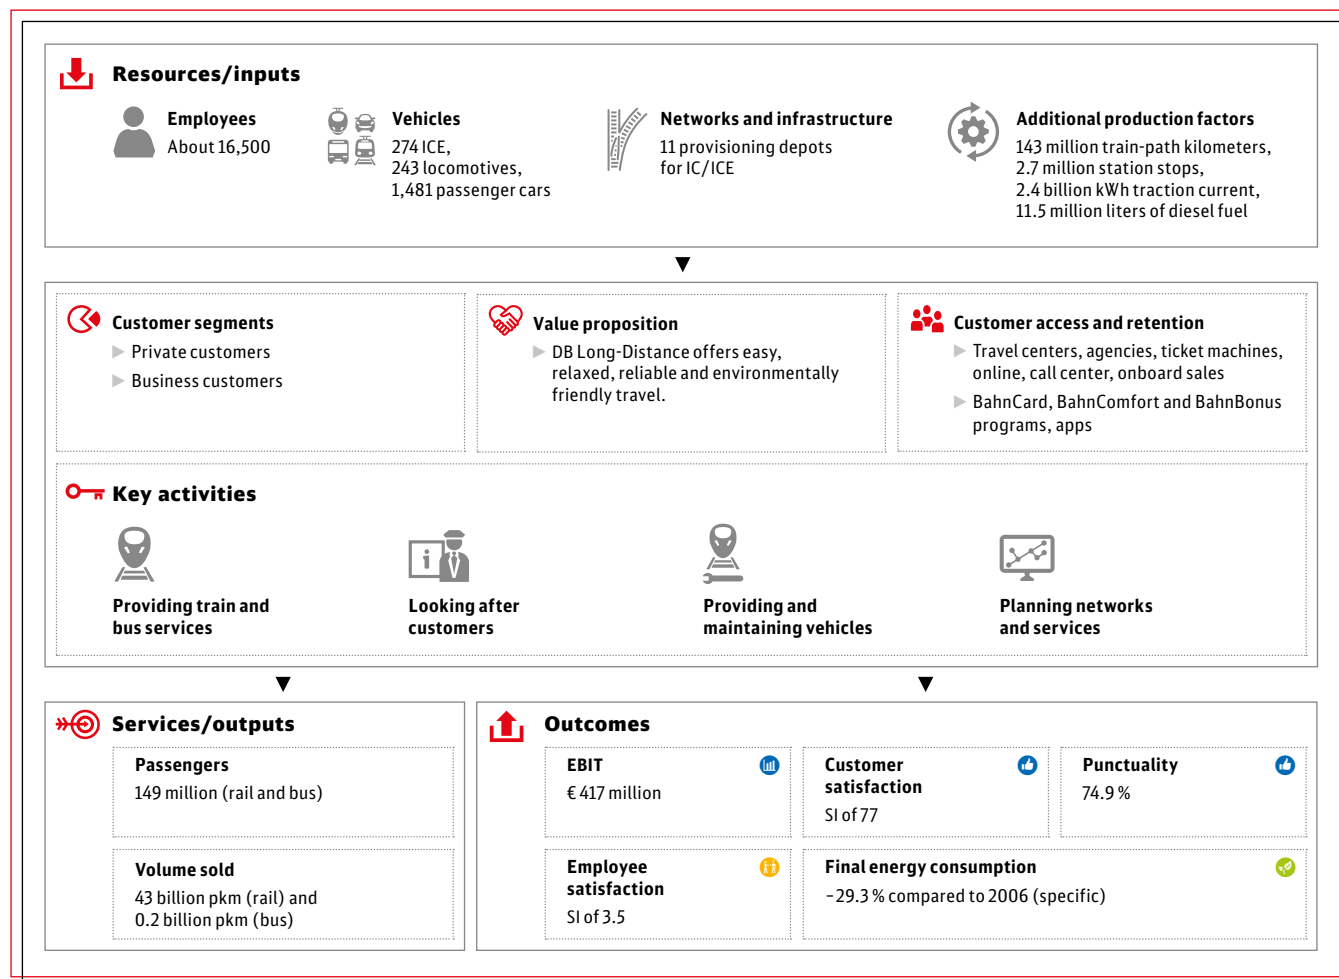 Resources/inputs
Employees
About 16,500
Vehicles
274 ICE,
243 locomotives,
1,481 passenger cars
Networks and infrastructure
11 provisioning depots
for IC/ICE
Additional production factors
143 million train-path kilometers,
2.7 million station stops,
2.4 billion kWh traction current,
11.5 million liters of diesel fuel
Customer segments
Private customers
Business customers
Value proposition
DB Long-Distance offers easy,
relaxed, reliable and environmentally
friendly travel.
Customer access and retention
Travel centers, agencies, ticket machines,
online, call center, onboard sales
BahnCard, BahnComfort and BahnBonus
programs, apps
Key activities
i
Providing train and
bus services
Looking after
customers
Providing and
maintaining vehicles
Planning networks
and services
Services/outputs
Passengers
149 million (rail and bus)
Volume sold
43 billion pkm (rail) and
0.2 billion pkm (bus)
Outcomes
EBIT
€ 417 million
Customer
satisfaction
SI of 77
Punctuality
74.9 %
Employee
satisfaction
SI of 3.5
Final energy consumption
–29.3 % compared to 2006 (specific)